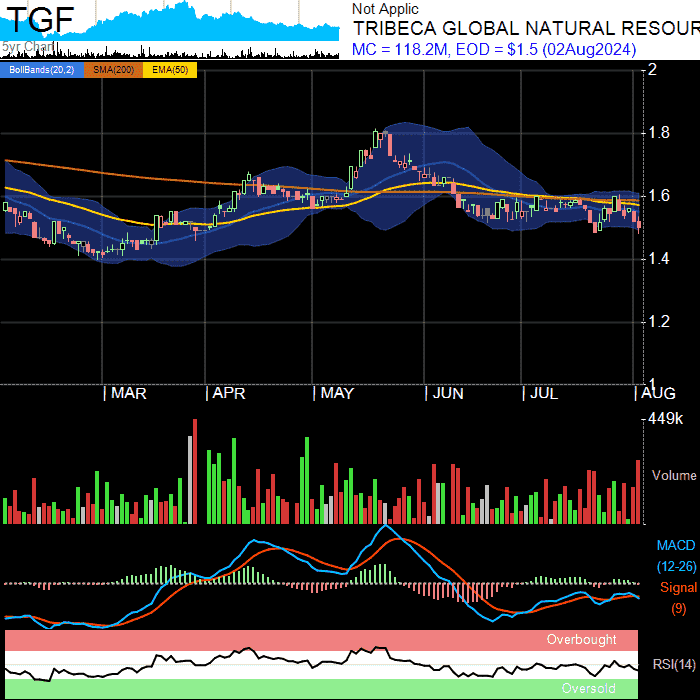 TGF
5yr Chart
Not Applic
TRIBECA GLOBAL NATURAL RESOUR
MC = 118.2M, EOD = $1.5 (02Aug2024)
BollBands(20,2) SMA(200) EMA(50)
2
1.8
1.6
1.4
1.2
1
MAR APR MAY JUN JUL AUG
449k
Volume
MACD
(12-26)
Signal
(9)
Overbought
RSI(14)
Oversold